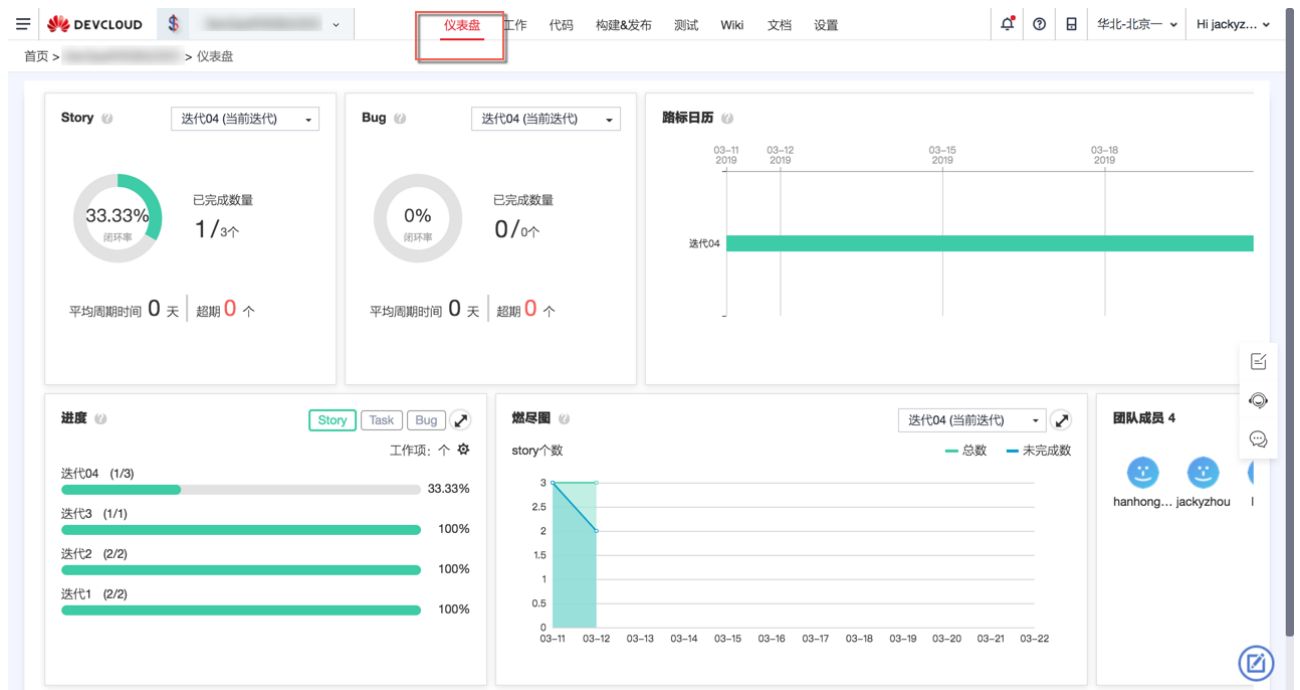 DEVCLOUD
仪表盘 工作 代码 构建&发布 测试 Wiki 文档 设置
华北-北京一 Hi jackyz...
首页 > > 仪表盘
Story
迭代04 (当前迭代)
33.33%
闭环率
已完成数量
1/3个
平均周期时间 0 天 超期 0 个
Bug
迭代04 (当前迭代)
0%
闭环率
已完成数量
0/0个
平均周期时间 0 天 超期 0 个
路标日历
03-11 03-12 03-15 03-18
2019 2019 2019 2019
迭代04
进度
Story Task Bug
工作项: 个
迭代04 (1/3)
33.33%
迭代3 (1/1)
100%
迭代2 (2/2)
100%
迭代1 (2/2)
100%
燃尽图
迭代04 (当前迭代)
story个数
总数 未完成数
3
2.5
2
1.5
1
0.5
0
03-11 03-12 03-13 03-14 03-15 03-16 03-17 03-18 03-19 03-20 03-21 03-22
团队成员 4
hanhong... jackyzhou